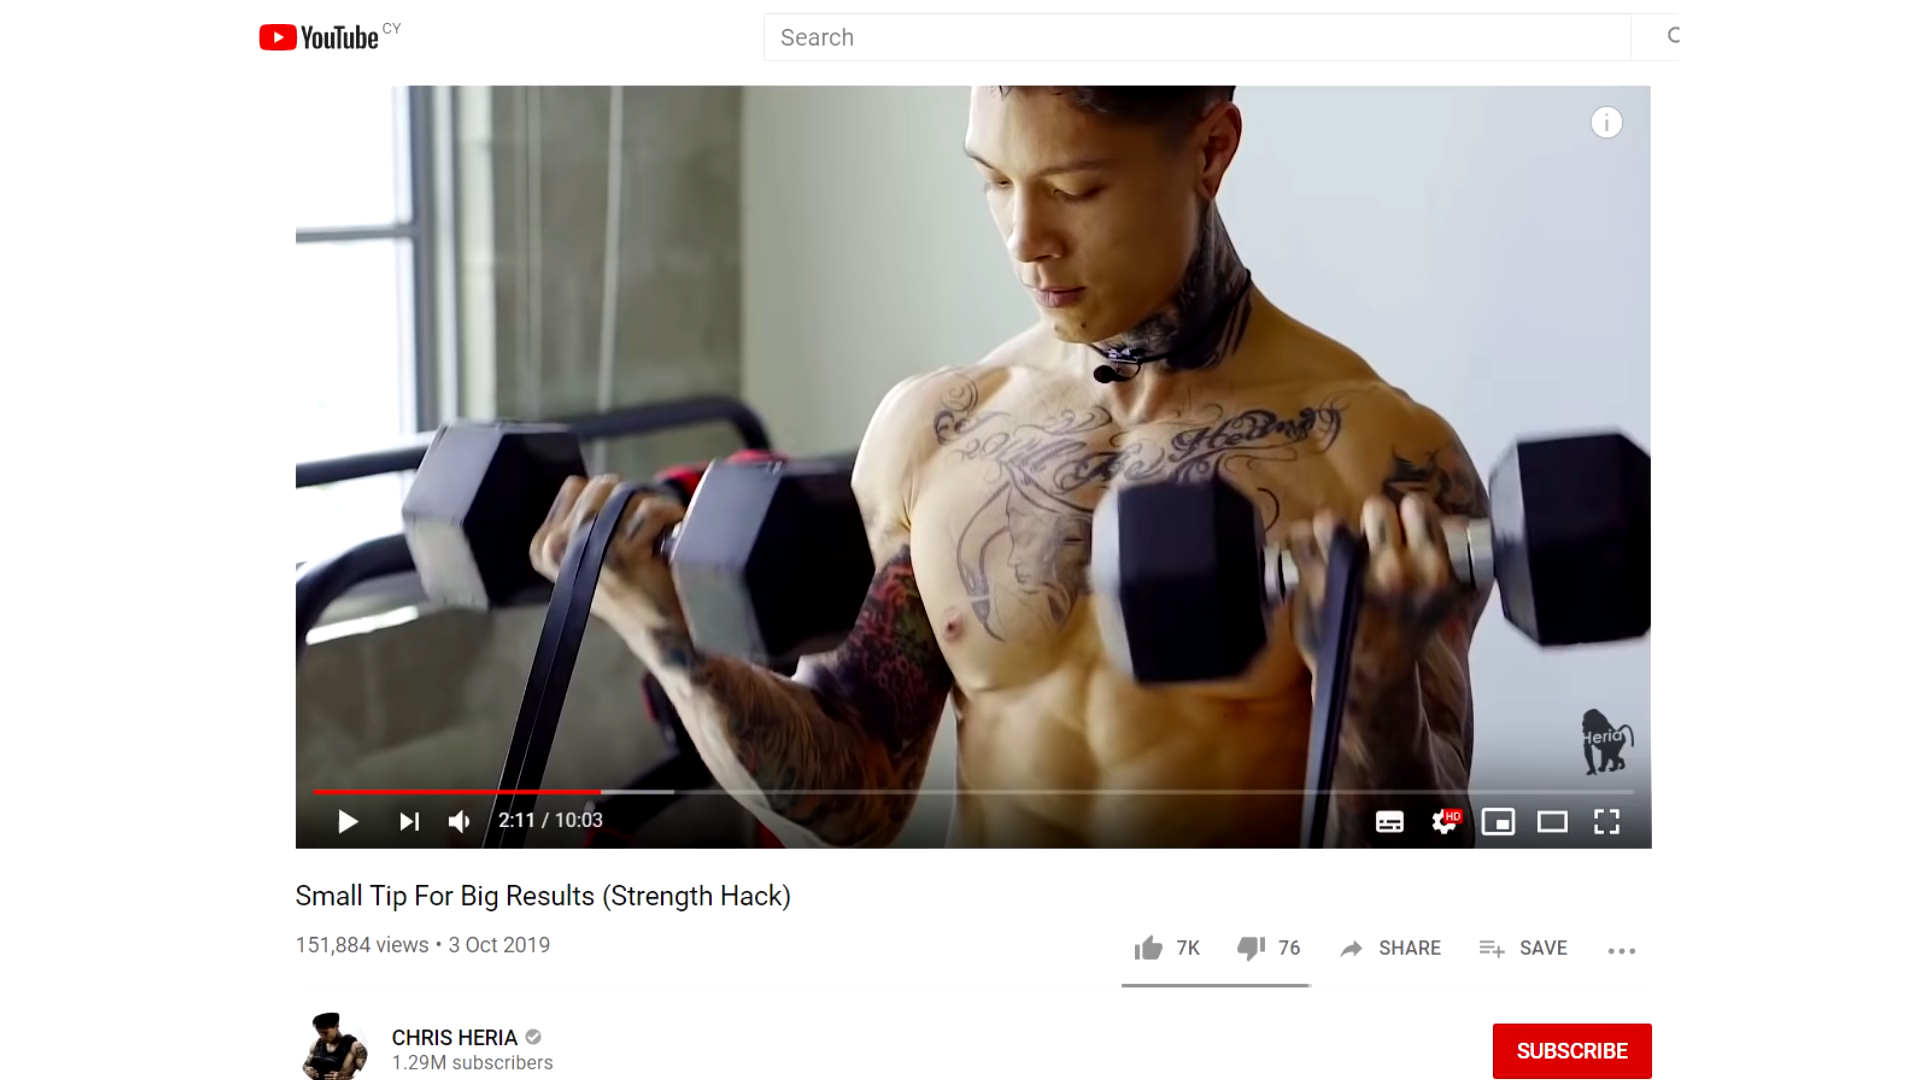 YouTube CY
Search
Heria
2:11 / 10:03
HD
Small Tip For Big Results (Strength Hack)
151,884 views • 3 Oct 2019
7K
76
SHARE
SAVE
CHRIS HERIA
1.29M subscribers
SUBSCRIBE